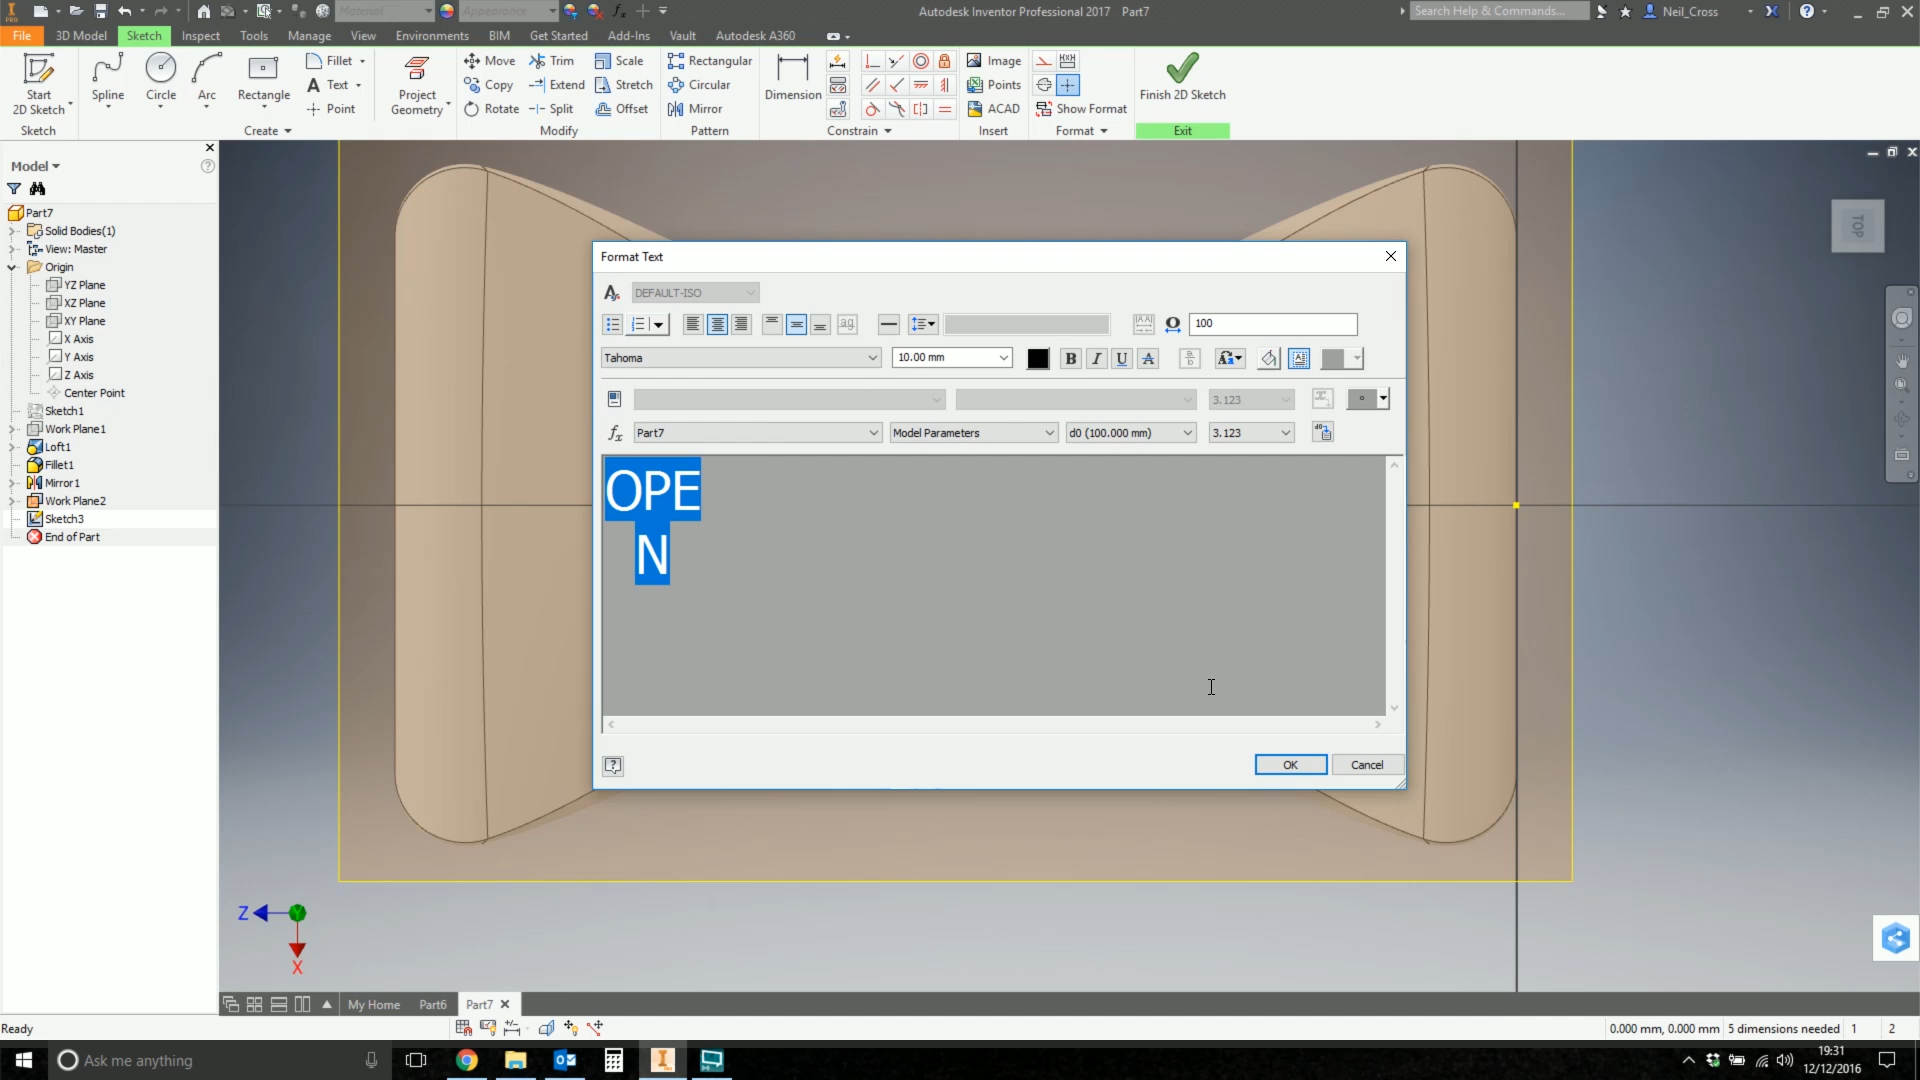 Material
Appearance
Autodesk Inventor Professional 2017 Part7
Search Help & Commands...
Neil_Cross
PRO
File
3D Model
Sketch
Inspect
Tools
Manage
View
Environments
BIM
Get Started
Add-Ins
Vault
Autodesk A360
Start
2D Sketch
Spline
Circle
Arc
Rectangle
Fillet
Text
Point
Project
Geometry
Move
Trim
Scale
Copy
Extend
Stretch
Rotate
Split
Offset
Rectangular
Circular
Mirror
Dimension
Image
Points
ACAD
Show Format
Finish 2D Sketch
Sketch
Create
Modify
Pattern
Constrain
Insert
Format
Exit
Model
Part7
Solid Bodies(1)
View: Master
Origin
YZ Plane
XZ Plane
XY Plane
X Axis
Y Axis
Z Axis
Center Point
Sketch1
Work Plane1
Loft1
Fillet1
Mirror1
Work Plane2
Sketch3
End of Part
TOP
Format Text
DEFAULT-ISO
100
Tahoma
10.00 mm
B I U A
3.123
Part7
Model Parameters
d0 (100.000 mm)
3.123
OPE
N
OK
Cancel
Z
X
My Home
Part6
Part7
Ready
0.000 mm, 0.000 mm
5 dimensions needed
1
2
Ask me anything
19:31
12/12/2016